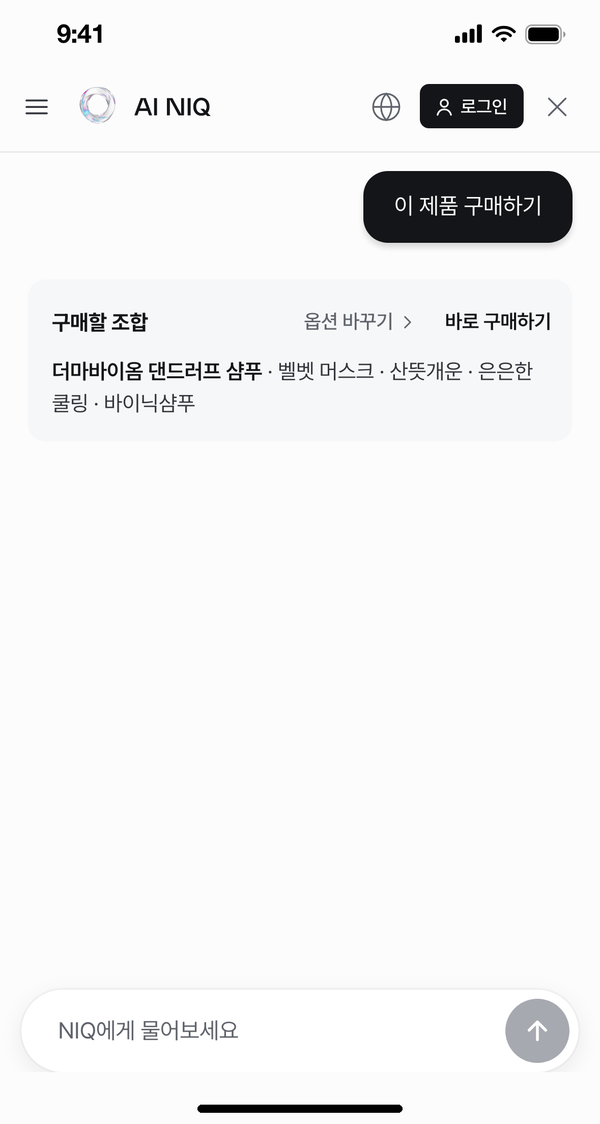 9:41
AI NIQ
로그인
이 제품 구매하기
구매할 조합 옵션 바꾸기 > 바로 구매하기
더마바이옴 댄드러프 샴푸 · 벨벳 머스크 · 산뜻개운 · 은은한
쿨링 · 바이닉샴푸
NIQ에게 물어보세요